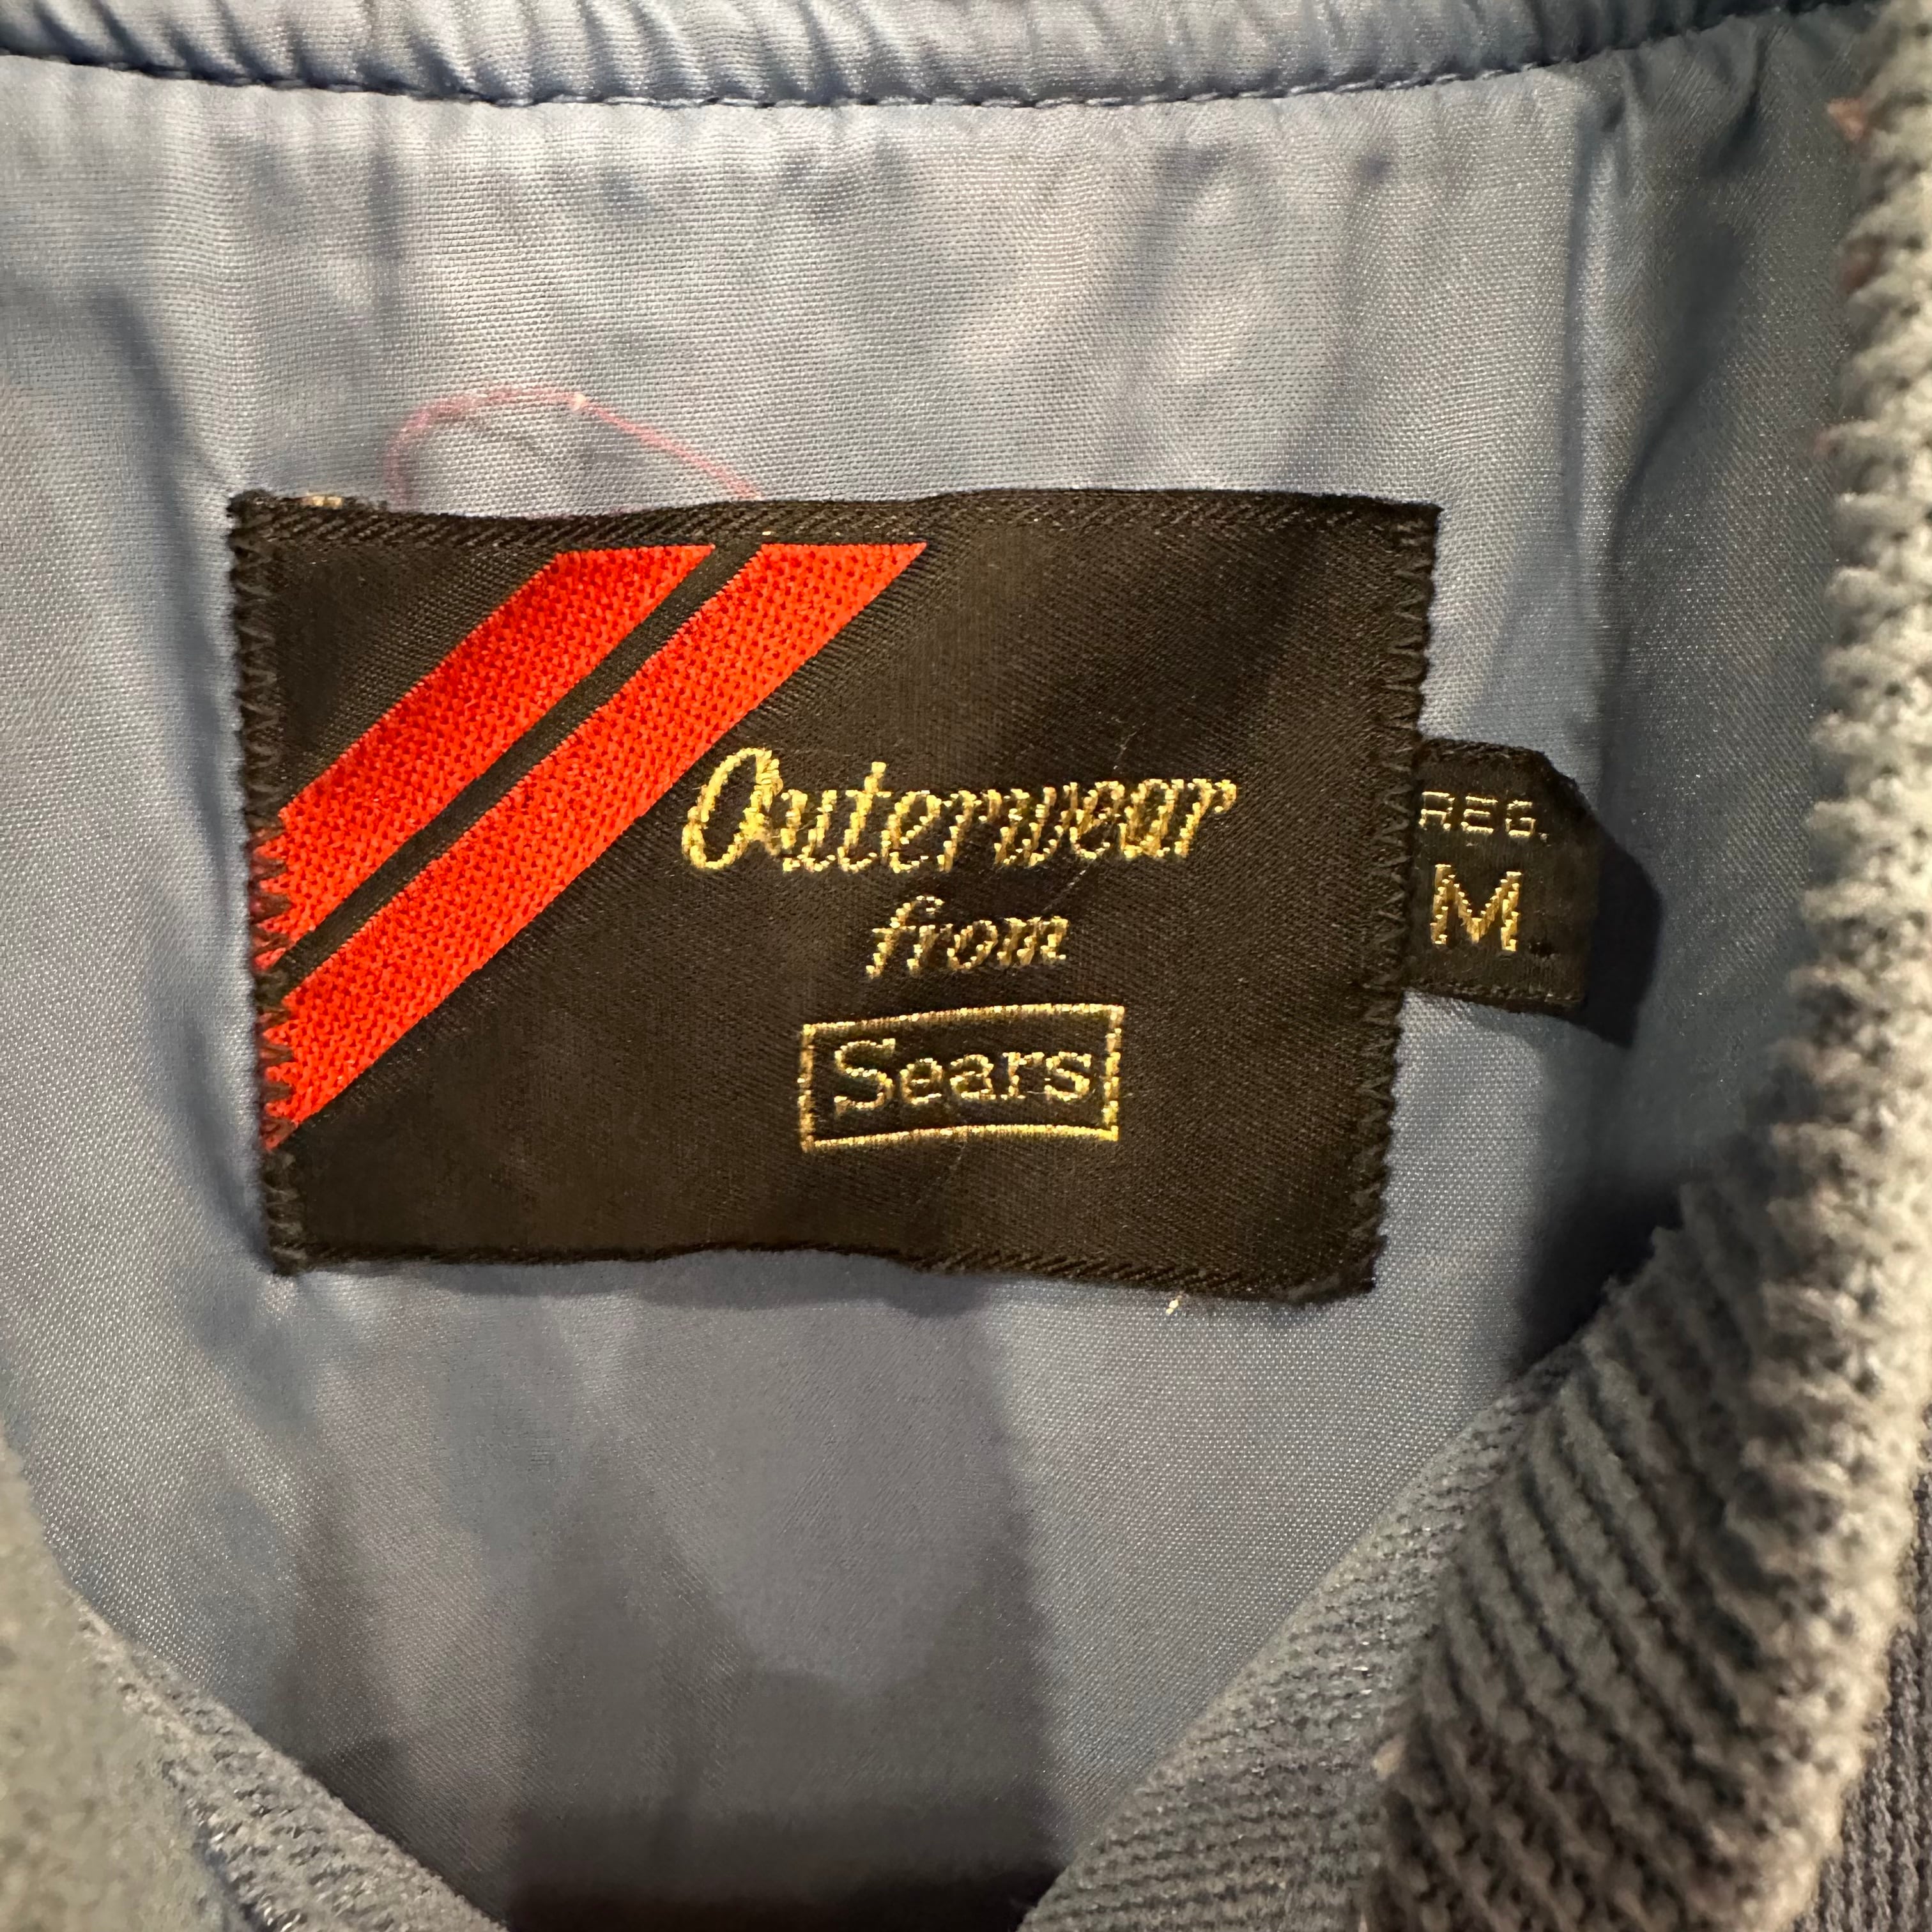 Outerwear
from
Sears
REG.
M